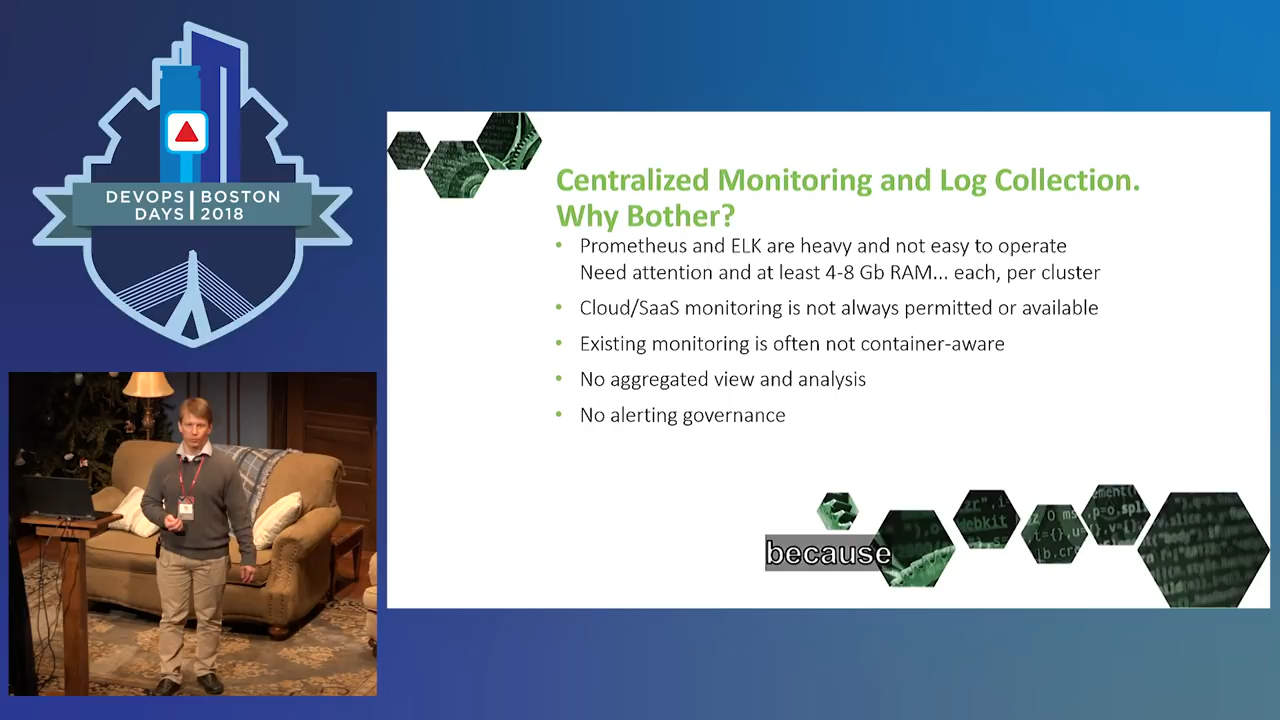 DEVOPS BOSTON
DAYS 2018
Centralized Monitoring and Log Collection.
Why Bother?
• Prometheus and ELK are heavy and not easy to operate
Need attention and at least 4-8 Gb RAM... each, per cluster
• Cloud/SaaS monitoring is not always permitted or available
• Existing monitoring is often not container-aware
• No aggregated view and analysis
• No alerting governance
because